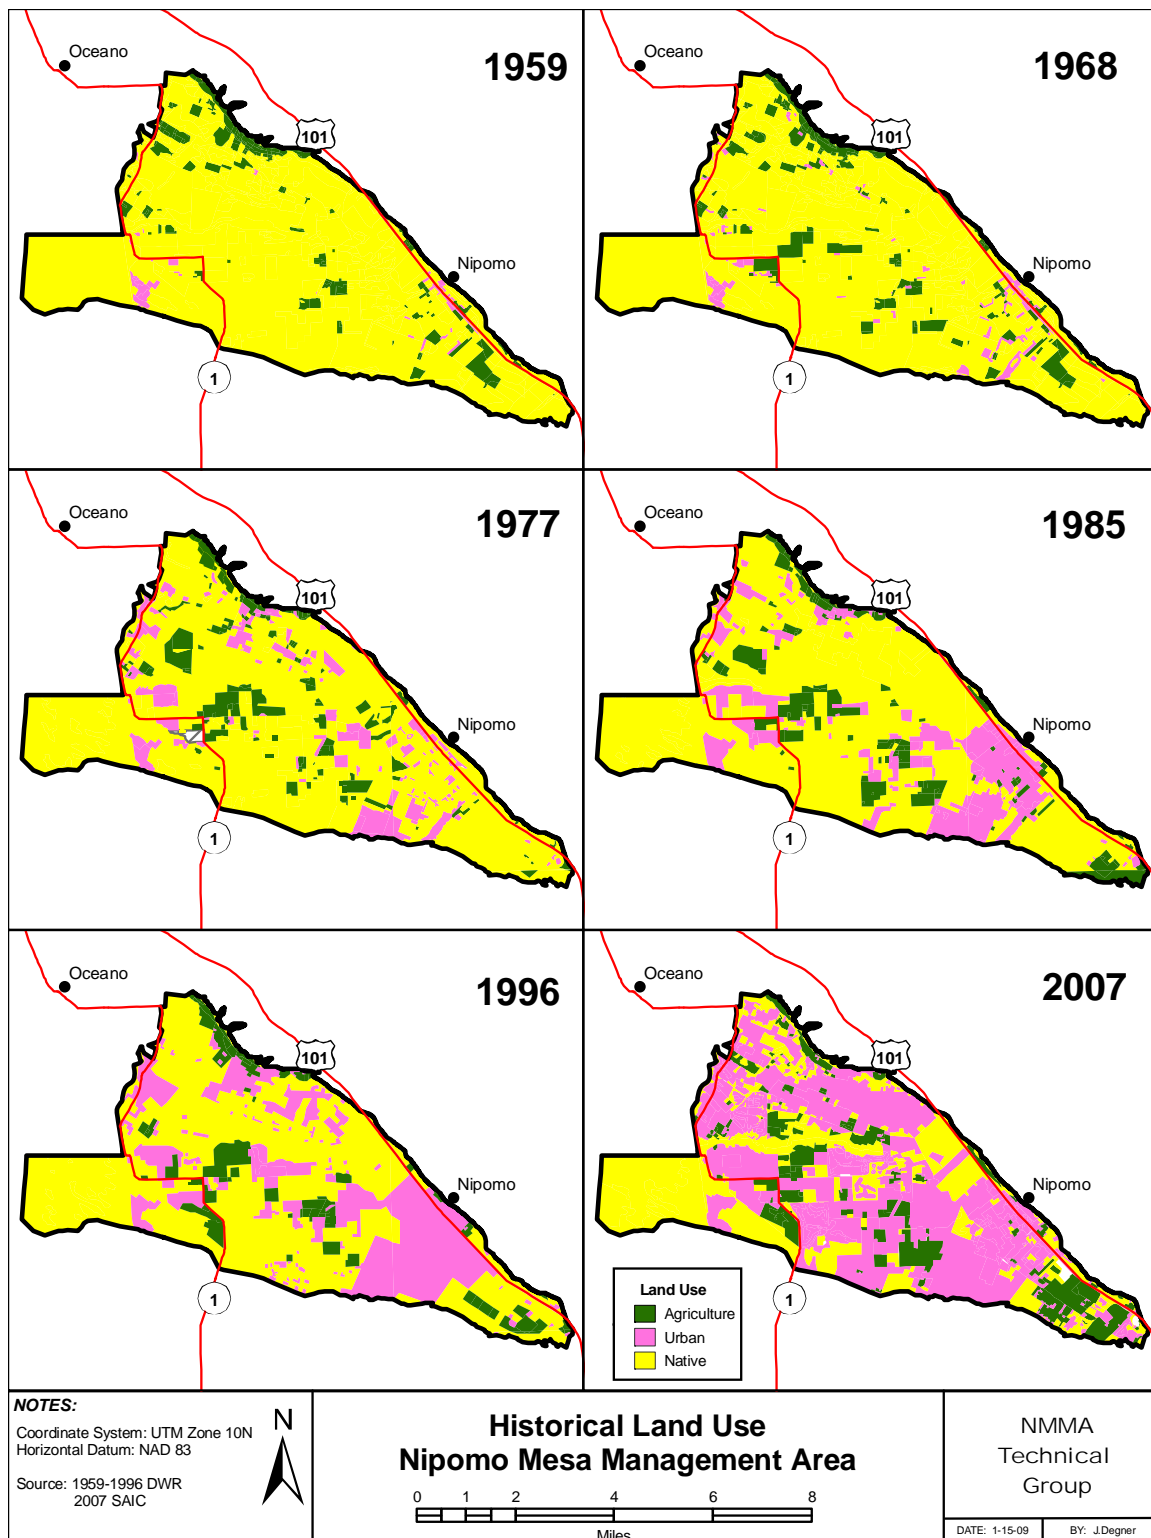 Oceano
1959
101
Nipomo
1
Oceano
1968
101
Nipomo
1
Oceano
1977
101
Nipomo
1
Oceano
1985
101
Nipomo
1
Oceano
1996
101
Nipomo
1
Oceano
2007
101
Nipomo
1
Land Use
Agriculture
Urban
Native
NOTES:
Coordinate System: UTM Zone 10N
Horizontal Datum: NAD 83
Source: 1959-1996 DWR
2007 SAIC
N
Historical Land Use
Nipomo Mesa Management Area
0 1 2 4 6 8
Miles
NMMA
Technical
Group
DATE: 1-15-09 BY: J.Degner